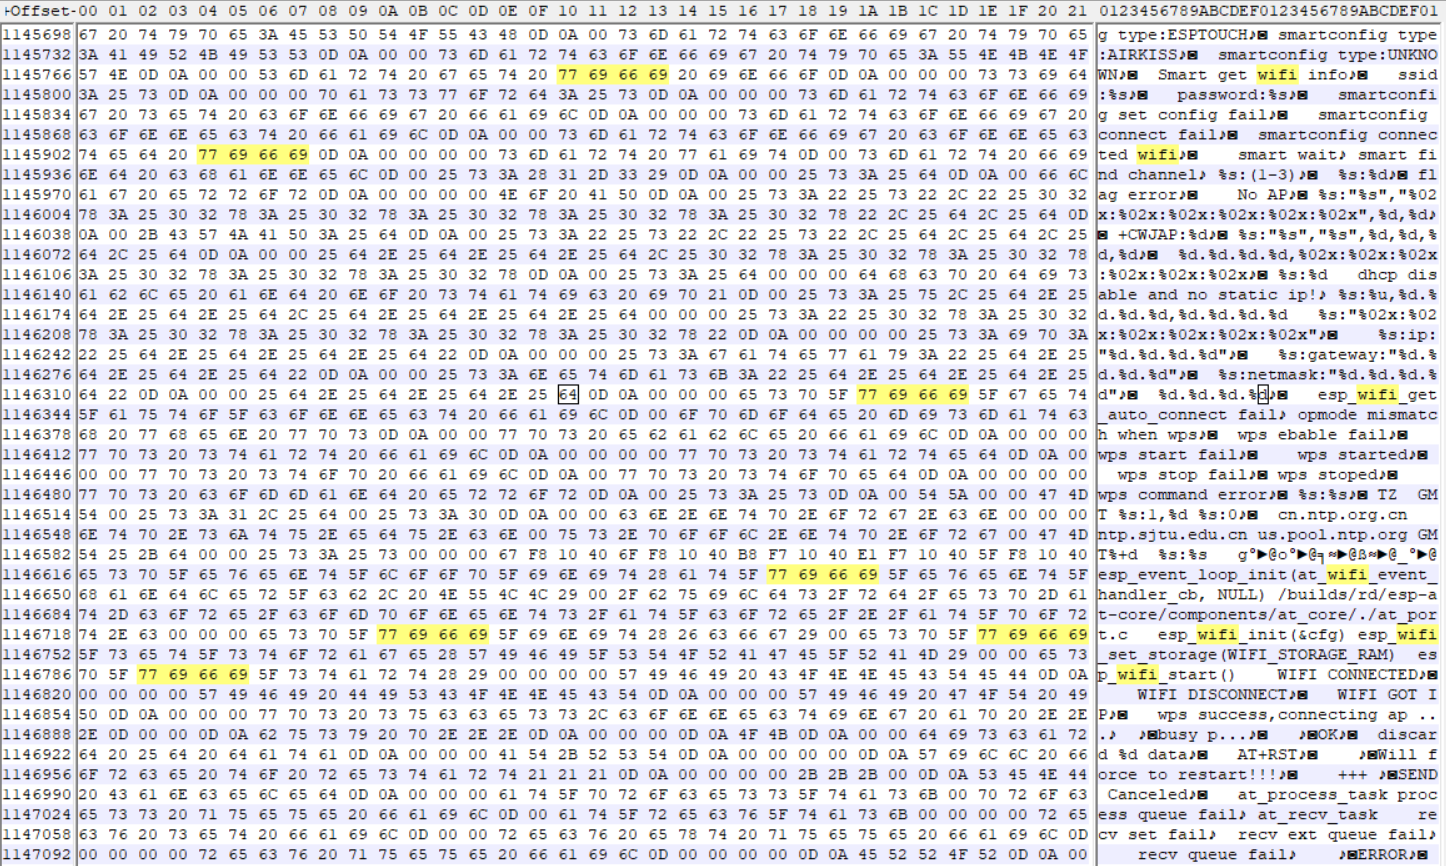 Offset- 00 01 02 03 04 05 06 07 08 09 0A 0B 0C 0D 0E 0F 10 11 12 13 14 15 16 17 18 19 1A 1B 1C 1D 1E 1F 20 21 0123456789ABCDEF0123456789ABCDEF01
1145698 67 20 74 79 70 65 3A 45 53 50 54 4F 55 43 48 0D 0A 00 73 6D 61 72 74 63 6F 6E 66 69 67 20 74 79 70 65 g type:ESPTOUCH♪◙ smartconfig type
1145732 3A 41 49 52 4B 49 53 53 0D 0A 00 00 73 6D 61 72 74 63 6F 6E 66 69 67 20 74 79 70 65 3A 55 4E 4B 4E 4F :AIRKISS♪◙  smartconfig type:UNKNO
1145766 57 4E 0D 0A 00 00 00 53 6D 61 72 74 20 67 65 74 20 77 69 66 69 20 69 6E 66 6F 0D 0A 00 00 00 73 73 69 64 WN♪◙  Smart get wifi info♪◙   ssid
1145800 3A 25 73 0D 0A 00 00 00 70 61 73 73 77 6F 72 64 3A 25 73 0D 0A 00 00 00 73 6D 61 72 74 63 6F 6E 66 69 :%s♪◙   password:%s♪◙   smartconfi
1145834 67 20 73 65 74 20 63 6F 6E 66 69 67 20 66 61 69 6C 0D 0A 00 00 00 73 6D 61 72 74 63 6F 6E 66 69 67 20 g set config fail♪◙   smartconfig
1145868 63 6F 6E 6E 65 63 74 20 66 61 69 6C 0D 0A 00 00 73 6D 61 72 74 63 6F 6E 66 69 67 20 63 6F 6E 6E 65 63 connect fail♪◙  smartconfig connec
1145902 74 65 64 20 77 69 66 69 0D 0A 00 00 00 00 73 6D 61 72 74 20 77 61 69 74 0D 00 73 6D 61 72 74 20 66 69 ted wifi♪◙    smart wait♪ smart fi
1145936 6E 64 20 63 68 61 6E 6E 65 6C 0D 00 25 73 3A 28 31 2D 33 29 0D 0A 00 00 25 73 3A 25 64 0D 0A 00 66 6C nd channel♪ %s:(1-3)♪◙  %s:%d♪◙ fl
1145970 61 67 20 65 72 72 6F 72 0D 0A 00 00 00 00 4E 6F 20 41 50 0D 0A 00 25 73 3A 22 25 73 22 2C 22 25 30 32 ag error♪◙    No AP♪◙ %s:"%s","%02
1146004 78 3A 25 30 32 78 3A 25 30 32 78 3A 25 30 32 78 3A 25 30 32 78 3A 25 30 32 78 22 2C 25 64 2C 25 64 0D x:%02x:%02x:%02x:%02x:%02x",%d,%d♪
1146038 0A 00 2B 43 57 4A 41 50 3A 25 64 0D 0A 00 25 73 3A 22 25 73 22 2C 22 25 73 22 2C 25 64 2C 25 64 2C 25 ◙ +CWJAP:%d♪◙ %s:"%s","%s",%d,%d,%
1146072 64 2C 25 64 0D 0A 00 00 25 64 2E 25 64 2E 25 64 2E 25 64 2C 25 30 32 78 3A 25 30 32 78 3A 25 30 32 78 d,%d♪◙  %d.%d.%d.%d,%02x:%02x:%02x
1146106 3A 25 30 32 78 3A 25 30 32 78 3A 25 30 32 78 0D 0A 00 25 73 3A 25 64 00 00 00 64 68 63 70 20 64 69 73 :%02x:%02x:%02x♪◙ %s:%d   dhcp dis
1146140 61 62 6C 65 20 61 6E 64 20 6E 6F 20 73 74 61 74 69 63 20 69 70 21 0D 00 25 73 3A 25 75 2C 25 64 2E 25 able and no static ip!♪ %s:%u,%d.%
1146174 64 2E 25 64 2E 25 64 2C 25 64 2E 25 64 2E 25 64 2E 25 64 00 00 00 25 73 3A 22 25 30 32 78 3A 25 30 32 d.%d.%d,%d.%d.%d.%d   %s:"%02x:%02
1146208 78 3A 25 30 32 78 3A 25 30 32 78 3A 25 30 32 78 3A 25 30 32 78 22 0D 0A 00 00 00 00 25 73 3A 69 70 3A x:%02x:%02x:%02x:%02x"♪◙    %s:ip:
1146242 22 25 64 2E 25 64 2E 25 64 2E 25 64 22 0D 0A 00 00 00 25 73 3A 67 61 74 65 77 61 79 3A 22 25 64 2E 25 "%d.%d.%d.%d"♪◙   %s:gateway:"%d.%
1146276 64 2E 25 64 2E 25 64 22 0D 0A 00 00 25 73 3A 6E 65 74 6D 61 73 6B 3A 22 25 64 2E 25 64 2E 25 64 2E 25 d.%d.%d"♪◙  %s:netmask:"%d.%d.%d.%
1146310 64 22 0D 0A 00 00 25 64 2E 25 64 2E 25 64 2E 25 64 0D 0A 00 00 00 65 73 70 5F 77 69 66 69 5F 67 65 74 d"♪◙  %d.%d.%d.%d♪◙   esp_wifi_get
1146344 5F 61 75 74 6F 5F 63 6F 6E 6E 65 63 74 20 66 61 69 6C 0D 00 6F 70 6D 6F 64 65 20 6D 69 73 6D 61 74 63 _auto_connect fail♪ opmode mismatc
1146378 68 20 77 68 65 6E 20 77 70 73 0D 0A 00 00 77 70 73 20 65 62 61 62 6C 65 20 66 61 69 6C 0D 0A 00 00 00 h when wps♪◙  wps ebable fail♪◙
1146412 77 70 73 20 73 74 61 72 74 20 66 61 69 6C 0D 0A 00 00 00 00 77 70 73 20 73 74 61 72 74 65 64 0D 0A 00 wps start fail♪◙    wps started♪◙
1146446 00 00 77 70 73 20 73 74 6F 70 20 66 61 69 6C 0D 0A 00 77 70 73 20 73 74 6F 70 65 64 0D 0A 00 00 00 00 wps stop fail♪◙ wps stoped♪◙
1146480 77 70 73 20 63 6F 6D 6D 61 6E 64 20 65 72 72 6F 72 0D 0A 00 25 73 3A 25 73 0D 0A 00 54 5A 00 00 47 4D wps command error♪◙ %s:%s♪◙ TZ  GM
1146514 54 00 25 73 3A 31 2C 25 64 00 25 73 3A 30 0D 0A 00 00 63 6E 2E 6E 74 70 2E 6F 72 67 2E 63 6E 00 00 00 T %s:1,%d %s:0♪◙  cn.ntp.org.cn
1146548 6E 74 70 2E 73 6A 74 75 2E 65 64 75 2E 63 6E 00 75 73 2E 70 6F 6F 6C 2E 6E 74 70 2E 6F 72 67 00 47 4D ntp.sjtu.edu.cn us.pool.ntp.org GM
1146582 54 25 2B 64 00 00 00 25 73 3A 25 73 00 00 00 67 F8 10 40 6F F8 10 40 B8 F7 10 40 E1 F7 10 40 5F F8 10 40 T%+d  %s:%s   g°►@o°►@╕≈►@ß≈►@_°►@
1146616 65 73 70 5F 65 76 65 6E 74 5F 6C 6F 6F 70 5F 69 6E 69 74 28 61 74 5F 77 69 66 69 5F 65 76 65 6E 74 5F esp_event_loop_init(at_wifi_event_
1146650 68 61 6E 64 6C 65 72 5F 63 62 2C 20 4E 55 4C 4C 29 00 2F 62 75 69 6C 64 73 2F 72 64 2F 65 73 70 2D 61 handler_cb, NULL) /builds/rd/esp-a
1146684 74 2D 63 6F 72 65 2F 63 6F 6D 70 6F 6E 65 6E 74 73 2F 61 74 5F 63 6F 72 65 2F 2E 2F 61 74 5F 70 6F 72 t-core/components/at_core/./at_por
1146718 74 2E 63 00 00 00 00 65 73 70 5F 77 69 66 69 5F 69 6E 69 74 28 26 63 66 67 29 00 65 73 70 5F 77 69 66 69 t.c   esp_wifi_init(&cfg) esp_wifi
1146752 5F 73 65 74 5F 73 74 6F 72 61 67 65 28 57 49 46 49 5F 53 54 4F 52 41 47 45 5F 52 41 4D 29 00 00 65 73 _set_storage(WIFI_STORAGE_RAM)  es
1146786 70 5F 77 69 66 69 5F 73 74 61 72 74 28 29 00 00 00 00 57 49 46 49 20 43 4F 4E 4E 45 43 54 45 44 0D 0A p_wifi_start()    WIFI CONNECTED♪◙
1146820 00 00 00 00 57 49 46 49 20 44 49 53 43 4F 4E 4E 45 43 54 0D 0A 00 00 00 57 49 46 49 20 47 4F 54 20 49 WIFI DISCONNECT♪◙   WIFI GOT I
1146854 50 0D 0A 00 00 00 77 70 73 20 73 75 63 63 65 73 73 2C 63 6F 6E 6E 65 63 74 69 6E 67 20 61 70 20 2E 2E P♪◙   wps success,connecting ap ..
1146888 2E 0D 00 00 0D 0A 62 75 73 79 20 70 2E 2E 2E 0D 0A 00 00 0D 0A 4F 4B 0D 0A 00 00 64 69 73 63 61 72 .♪  ♪◙busy p...♪◙ ♪◙OK♪◙  discar
1146922 64 20 25 64 20 64 61 74 61 0D 0A 00 00 00 41 54 2B 52 53 54 0D 0A 00 00 00 00 0D 0A 57 69 6C 6C 20 66 d %d data♪◙   AT+RST♪◙    ♪◙Will f
1146956 6F 72 63 65 20 74 6F 20 72 65 73 74 61 72 74 21 21 21 0D 0A 00 00 00 00 2B 2B 2B 00 0D 0A 53 45 4E 44 orce to restart!!!♪◙    +++ ♪◙SEND
1146990 20 43 61 6E 63 65 6C 65 64 0D 0A 00 00 00 61 74 5F 70 72 6F 63 65 73 73 5F 74 61 73 6B 00 70 72 6F 63 Canceled♪◙   at_process_task proc
1147024 65 73 73 20 71 75 65 75 65 20 66 61 69 6C 0D 00 61 74 5F 72 65 63 76 5F 74 61 73 6B 00 00 00 00 72 65 ess queue fail♪ at_recv_task    re
1147058 63 76 20 73 65 74 20 66 61 69 6C 0D 00 00 72 65 63 76 20 65 78 74 20 71 75 65 75 65 20 66 61 69 6C 0D cv set fail♪  recv ext queue fail♪
1147092 00 00 00 00 72 65 63 76 20 71 75 65 75 65 20 66 61 69 6C 0D 00 00 00 00 0D 0A 45 52 52 4F 52 0D 0A 00 recv queue fail♪    ♪◙ERROR♪◙